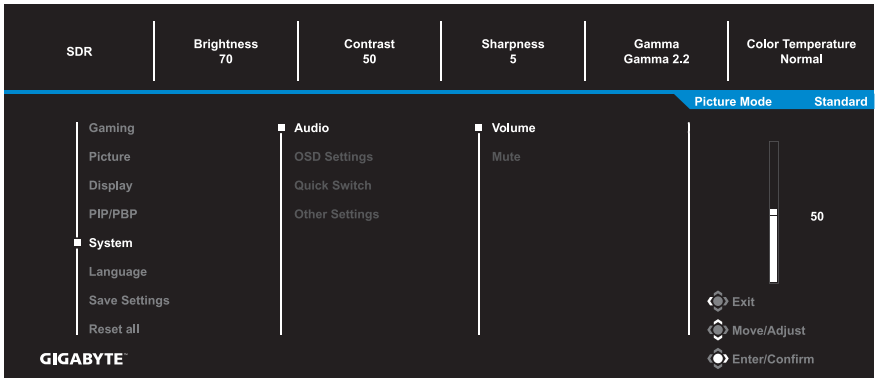 SDR
Brightness
70
Contrast
50
Sharpness
5
Gamma
Gamma 2.2
Color Temperature
Normal
Picture Mode Standard
Gaming
Picture
Display
PIP/PBP
System
Language
Save Settings
Reset all
Audio
OSD Settings
Quick Switch
Other Settings
Volume
Mute
50
Exit
Move/Adjust
Enter/Confirm
GIGABYTE™